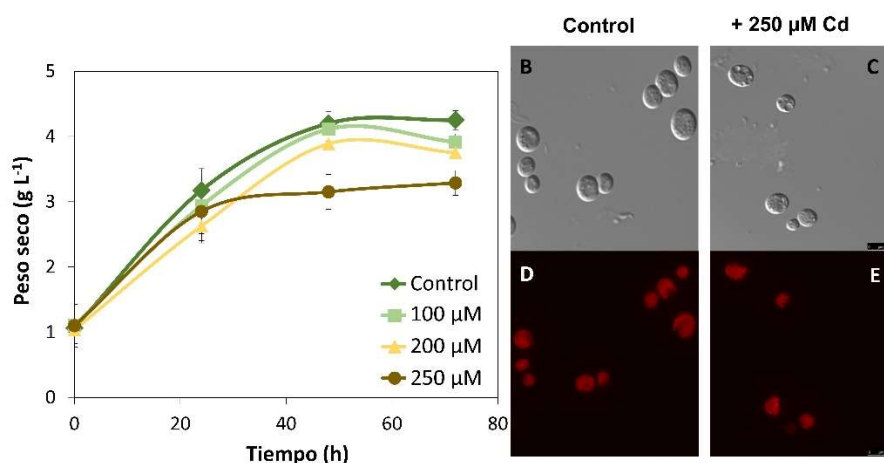 Control
+ 250 µM Cd
B
C
D
E
5
4
3
2
1
0
Peso seco (g L-1)
Control
100 µM
200 µM
250 µM
0
20
40
60
80
Tiempo (h)